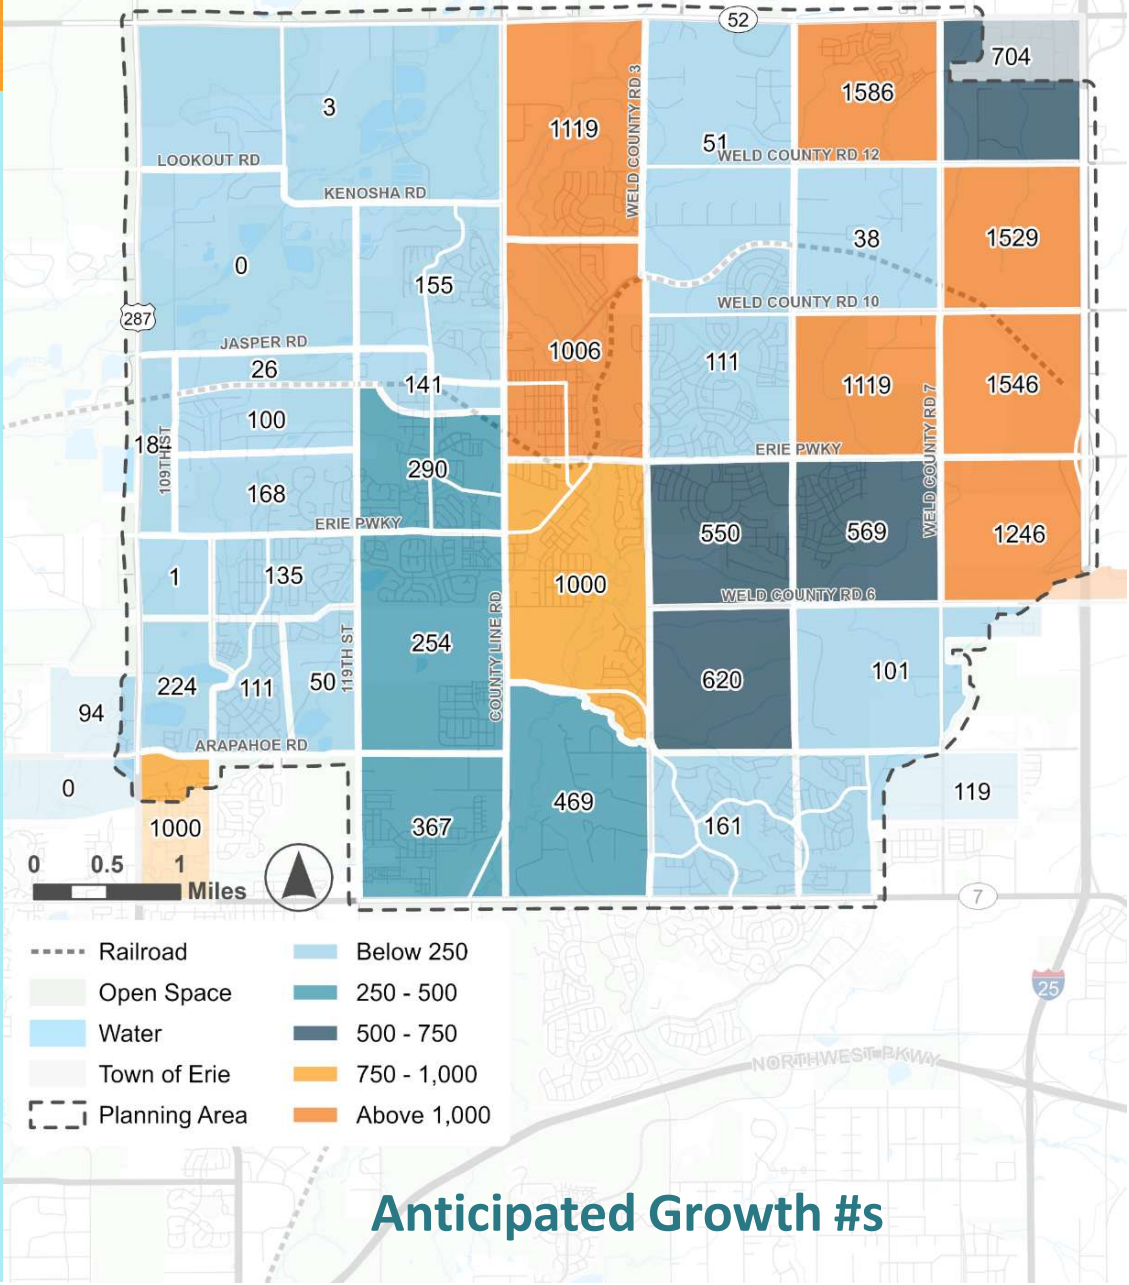 52
704
3
1586
WELD COUNTY RD 3
1119
51
WELD COUNTY RD 12
LOOKOUT RD
KENOSHA RD
38
1529
0
155
WELD COUNTY RD 10
287
JASPER RD
1006
111
26
141
1119
1546
WELD COUNTY RD 7
100
18
109TH ST
ERIE PWKY
290
168
ERIE PWKY
550
569
1246
1
135
1000
WELD COUNTY RD 6
COUNTY LINE RD
254
119TH ST
224
111
50
620
101
94
ARAPAHOE RD
0
119
469
1000
367
161
0 0.5 1
Miles
7
Railroad
Open Space
Water
Town of Erie
Planning Area
Below 250
250 - 500
500 - 750
750 - 1,000
Above 1,000
25
NORTHWEST PKWY
Anticipated Growth #s